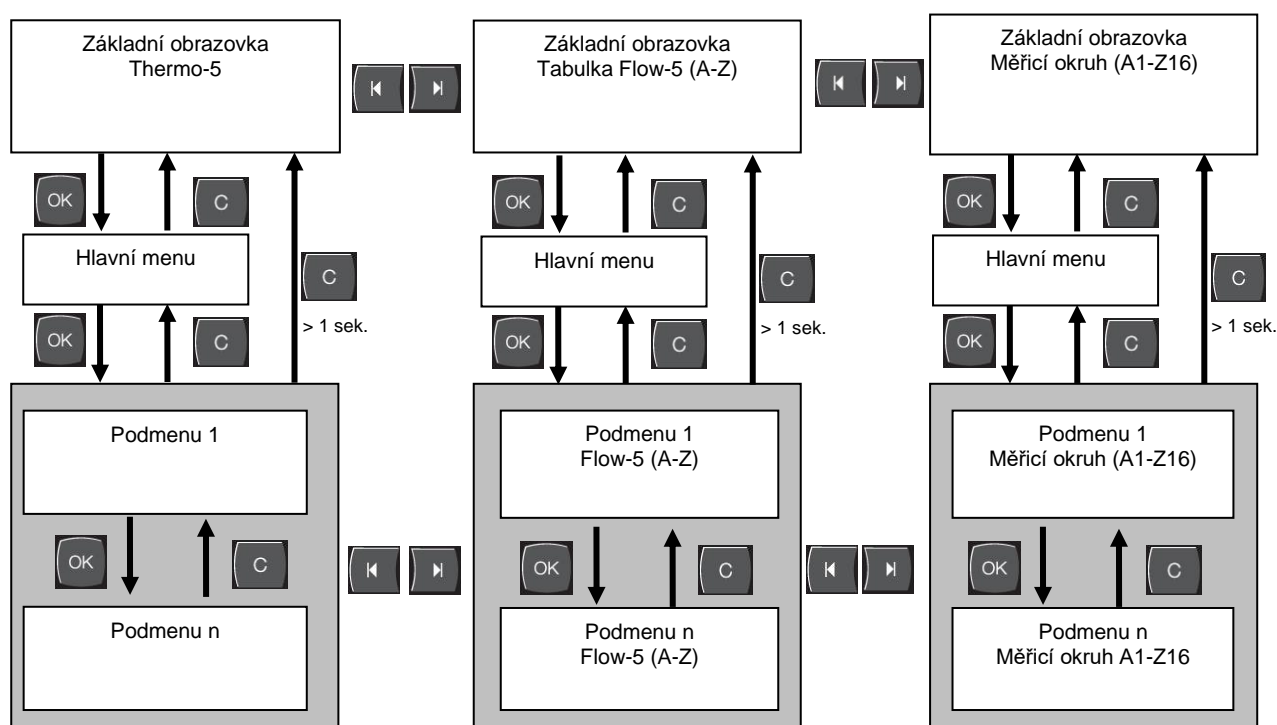 Základní obrazovka
Thermo-5
Základní obrazovka
Tabulka Flow-5 (A-Z)
Základní obrazovka
Měřicí okruh (A1-Z16)
OK
C
OK
C
OK
C
Hlavní menu
C
Hlavní menu
C
Hlavní menu
C
OK
C
> 1 sek.
OK
C
> 1 sek.
OK
C
> 1 sek.
Podmenu 1
Podmenu 1
Flow-5 (A-Z)
Podmenu 1
Měřicí okruh (A1-Z16)
OK
C
OK
C
OK
C
Podmenu n
Podmenu n
Flow-5 (A-Z)
Podmenu n
Měřicí okruh A1-Z16